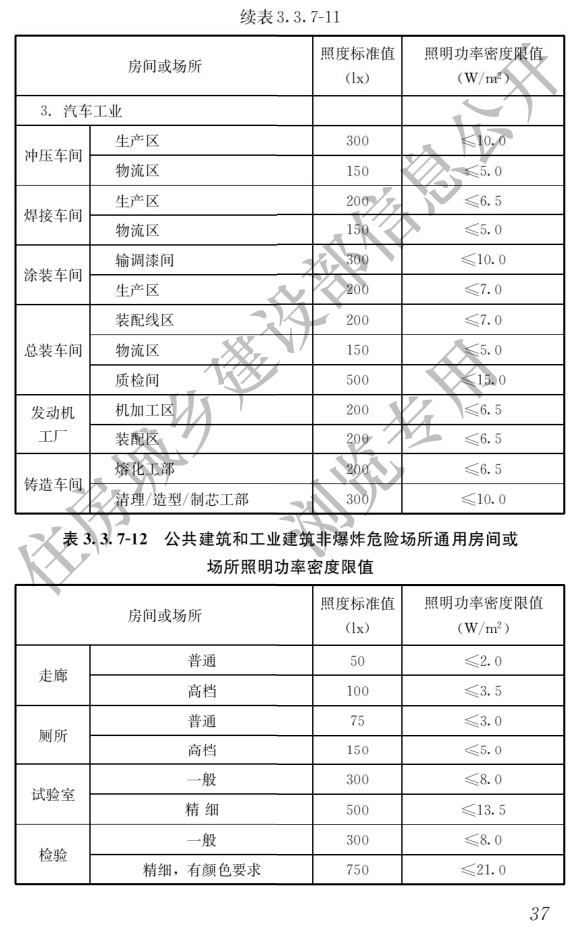 续表3.3.7-11
房间或场所 照度标准值 (lx) 照明功率密度限值 (W/m²)
3. 汽车工业
冲压车间 生产区 300 ≤10.0
物流区 150 ≤5.0
焊接车间 生产区 200 ≤6.5
物流区 150 ≤5.0
涂装车间 输调漆间 300 ≤10.0
生产区 200 ≤7.0
总装车间 装配线区 200 ≤7.0
物流区 150 ≤5.0
质检间 500 ≤15.0
发动机工厂 机加工区 200 ≤6.5
装配区 200 ≤6.5
铸造车间 熔化工部 200 ≤6.5
清理/造型/制芯工部 300 ≤10.0
表 3.3.7-12 公共建筑和工业建筑非爆炸危险场所通用房间或
场所照明功率密度限值
房间或场所 照度标准值 (lx) 照明功率密度限值 (W/m²)
走廊 普通 50 ≤2.0
高档 100 ≤3.5
厕所 普通 75 ≤3.0
高档 150 ≤5.0
试验室 一般 300 ≤8.0
精 细 500 ≤13.5
检验 一般 300 ≤8.0
精细，有颜色要求 750 ≤21.0
37
住房城乡建设部信息公开
浏览专用